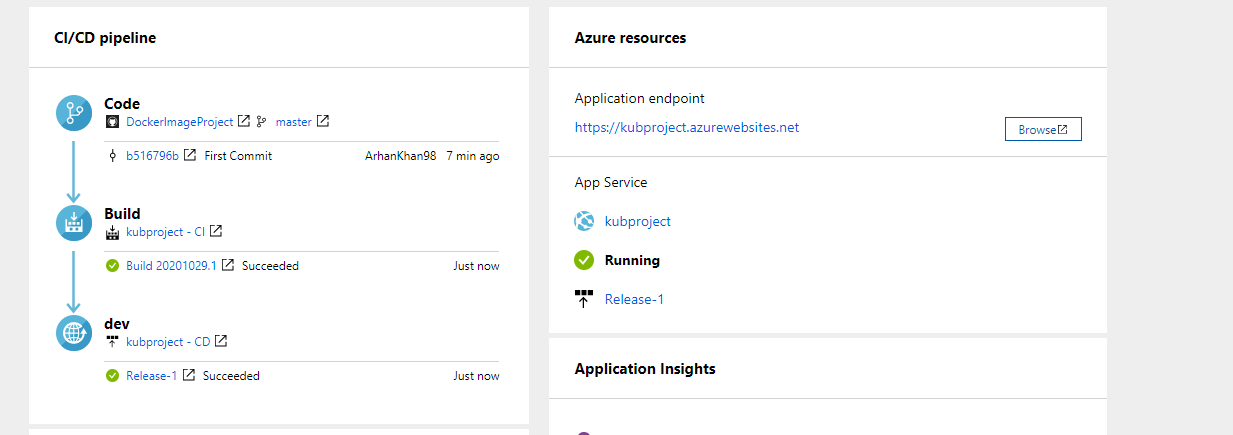 CI/CD pipeline
Code
DockerImageProject master
b516796b First Commit ArhanKhan98 7 min ago
Build
kubproject - CI
Build 20201029.1 Succeeded Just now
dev
kubproject - CD
Release-1 Succeeded Just now
Azure resources
Application endpoint
https://kubproject.azurewebsites.net Browse
App Service
kubproject
Running
Release-1
Application Insights